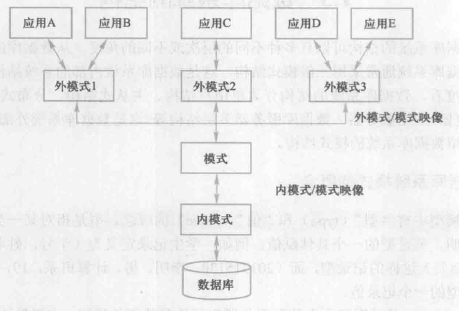 应用A 应用B 应用C 应用D 应用E
外模式1 外模式2 外模式3
外模式/模式映像
模式
内模式/模式映像
内模式
数据库